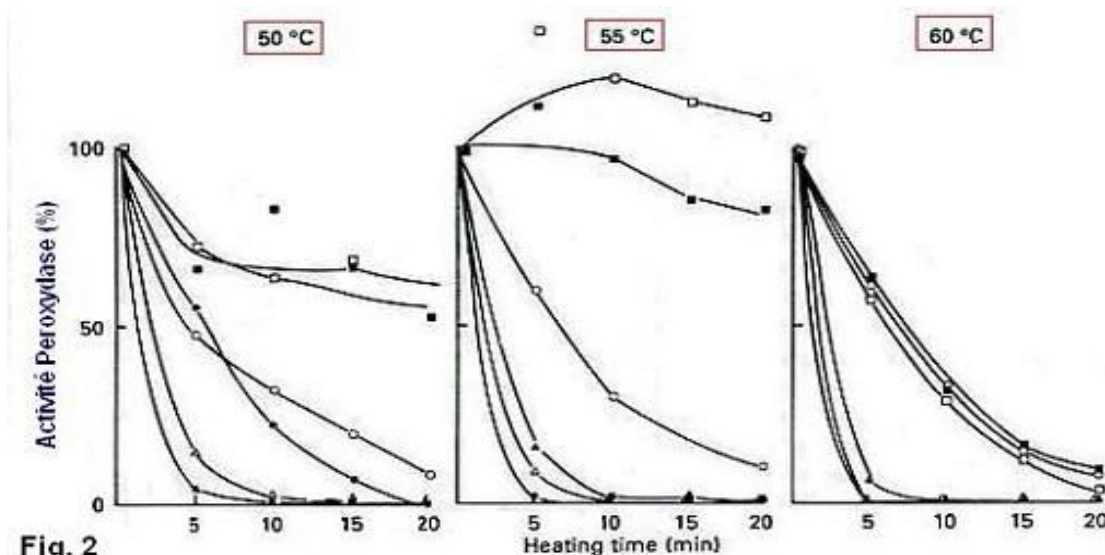 50 °C 55 °C 60 °C
Activité Peroxydase (%)
100
50
0
5 10 15 20 5 10 15 20 5 10 15 20
Heating time (min)
Fig. 2